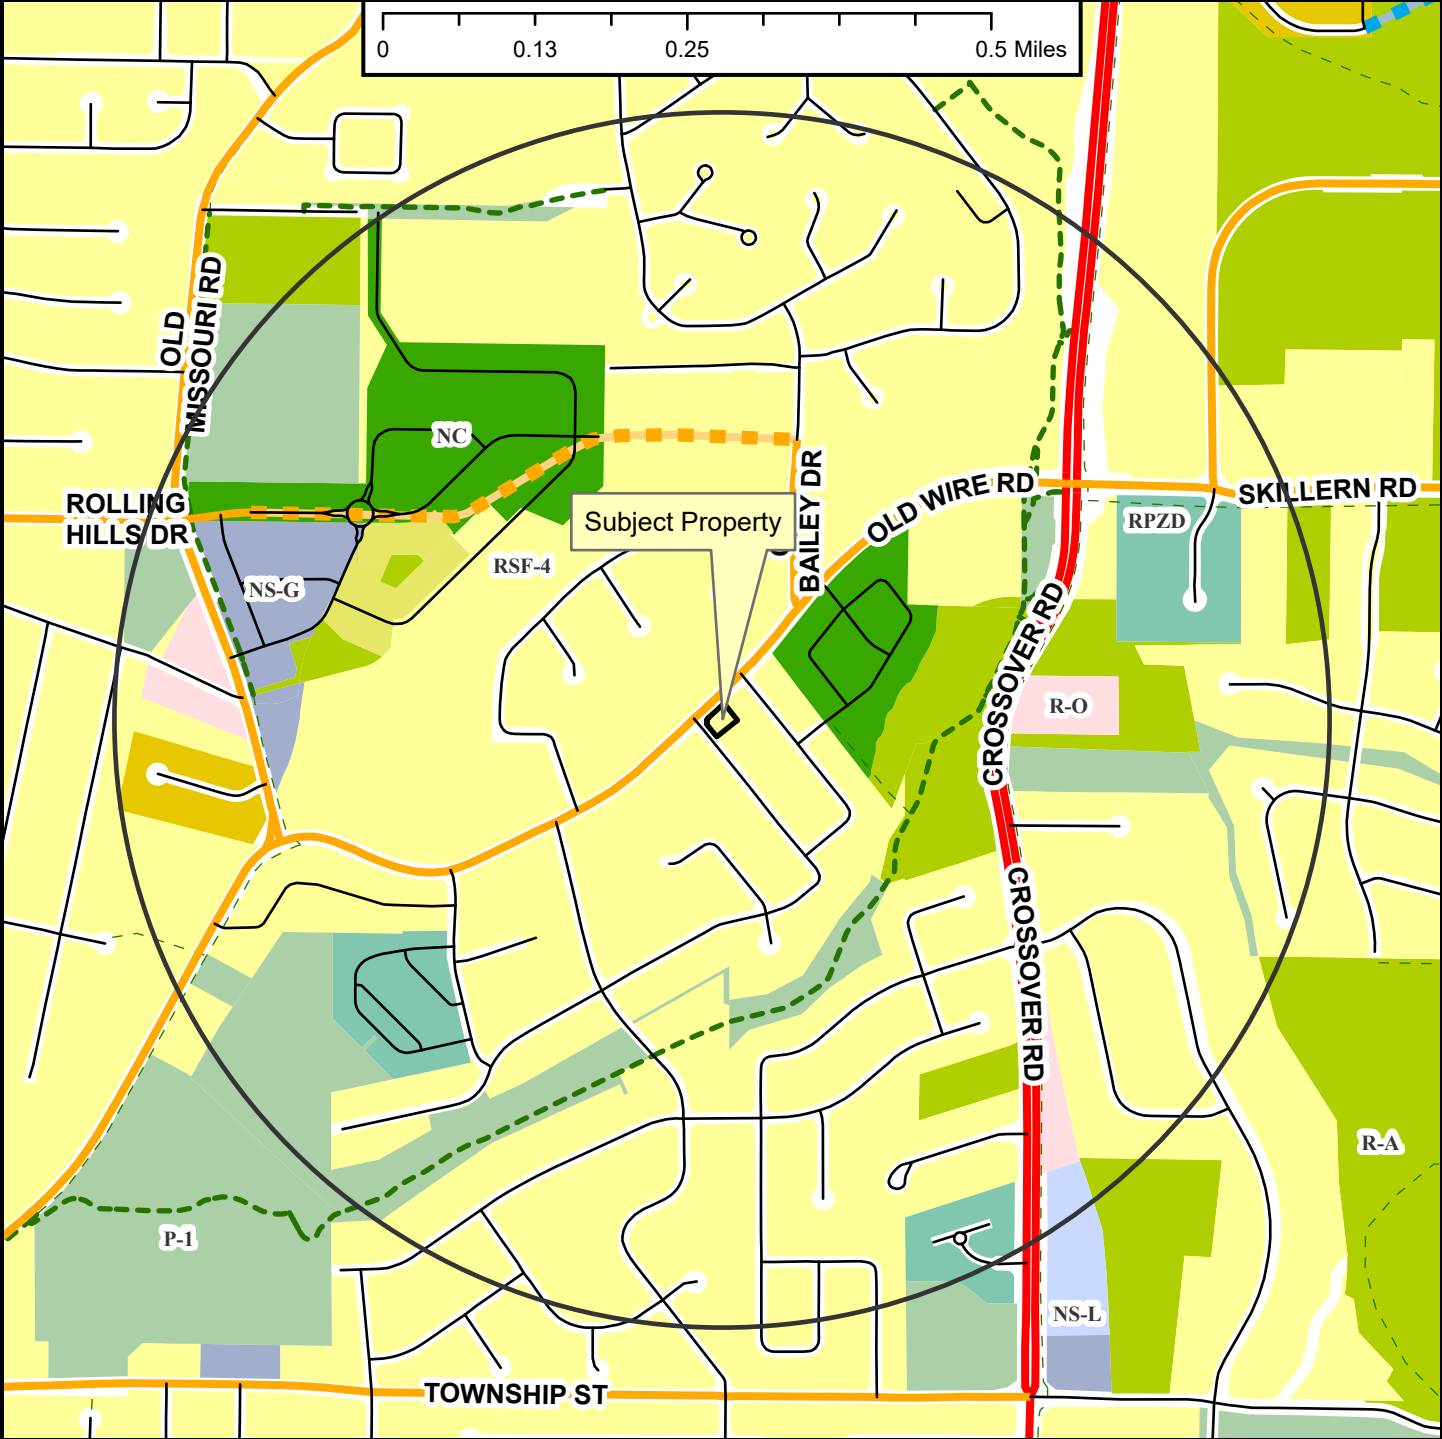 0 0.13 0.25 0.5 Miles
OLD
MISSOURI RD
NC
ROLLING
HILLS DR
BAILEY DR
OLD WIRE RD
SKILLERN RD
Subject Property
RPZD
RSF-4
NS-G
CROSSOVER RD
R-O
CROSSOVER RD
R-A
P-1
NS-L
TOWNSHIP ST